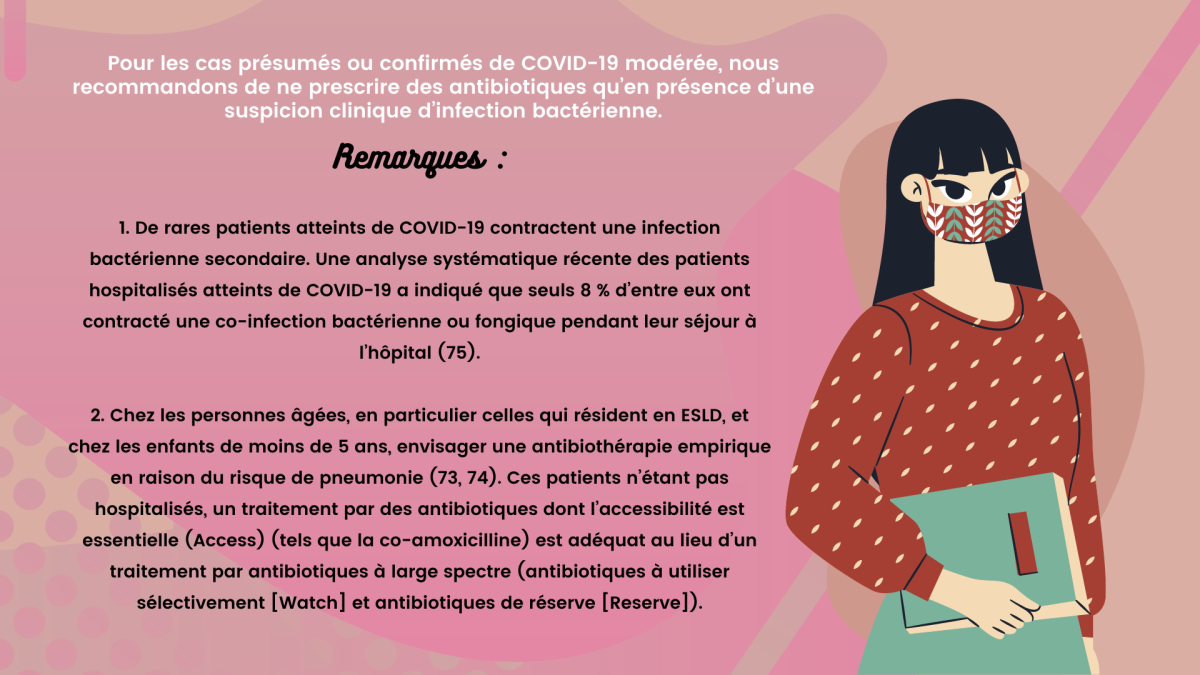 Pour les cas présumés ou confirmés de COVID-19 modérée, nous
recommandons de ne prescrire des antibiotiques qu’en présence d’une
suspicion clinique d’infection bactérienne.
Remarques :
1. De rares patients atteints de COVID-19 contractent une infection
bactérienne secondaire. Une analyse systématique récente des patients
hospitalisés atteints de COVID-19 a indiqué que seuls 8 % d’entre eux ont
contracté une co-infection bactérienne ou fongique pendant leur séjour à
l’hôpital (75).
2. Chez les personnes âgées, en particulier celles qui résident en ESLD, et
chez les enfants de moins de 5 ans, envisager une antibiothérapie empirique
en raison du risque de pneumonie (73, 74). Ces patients n’étant pas
hospitalisés, un traitement par des antibiotiques dont l’accessibilité est
essentielle (Access) (tels que la co-amoxicilline) est adéquat au lieu d’un
traitement par antibiotiques à large spectre (antibiotiques à utiliser
sélectivement [Watch] et antibiotiques de réserve [Reserve]).